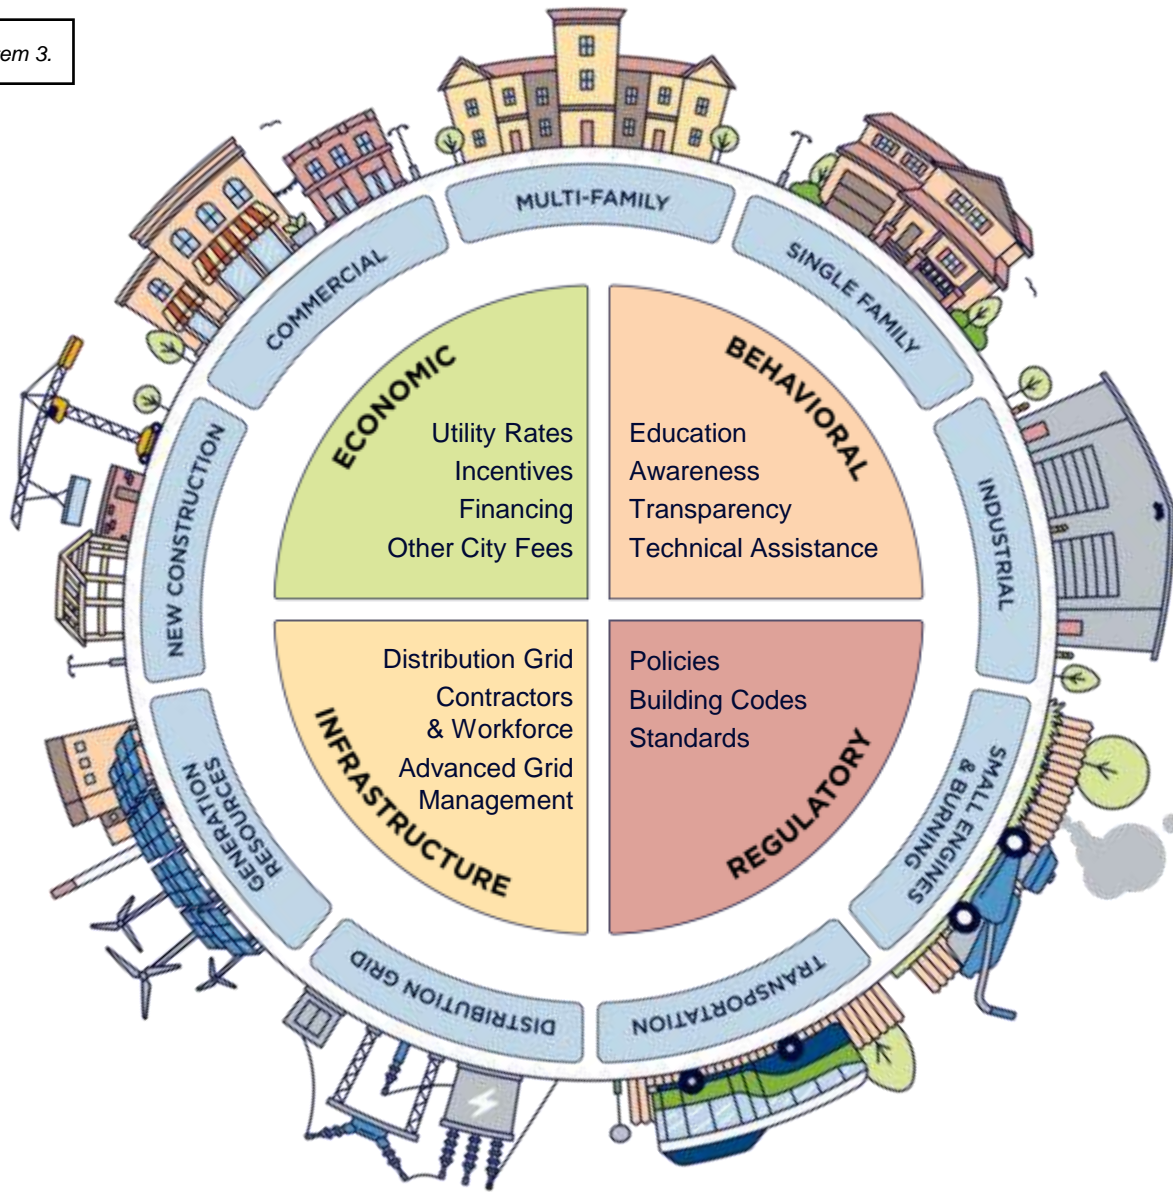 em 3.
MULTI-FAMILY
SINGLE FAMILY
INDUSTRIAL
SMALL ENGINES
& BURNING
TRANSPORTATION
DISTRIBUTION GRID
GENERATION
RESOURCES
NEW CONSTRUCTION
COMMERCIAL
ECONOMIC
Utility Rates
Incentives
Financing
Other City Fees
BEHAVIORAL
Education
Awareness
Transparency
Technical Assistance
INFRASTRUCTURE
Distribution Grid
Contractors
& Workforce
Advanced Grid
Management
REGULATORY
Policies
Building Codes
Standards